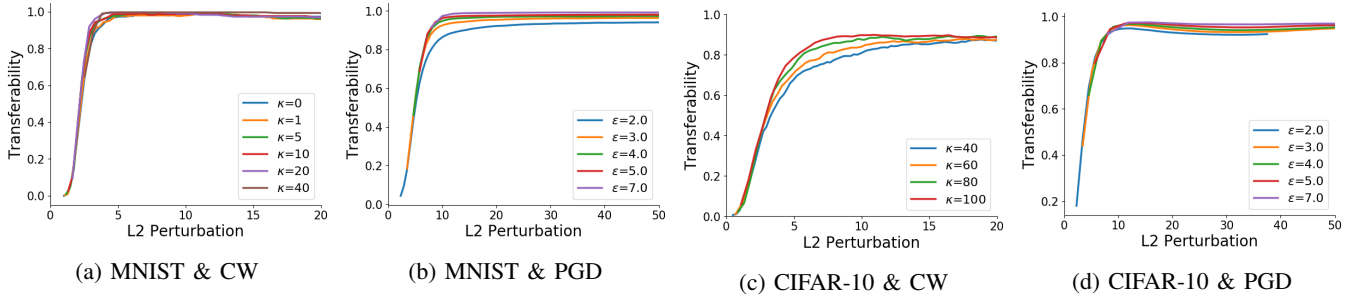 Transferability
1.0
0.8
0.6
0.4
0.2
0.0
κ=0
κ=1
κ=5
κ=10
κ=20
κ=40
0
5
10
15
20
L2 Perturbation
(a) MNIST & CW
Transferability
1.0
0.8
0.6
0.4
0.2
0.0
ε=2.0
ε=3.0
ε=4.0
ε=5.0
ε=7.0
0
10
20
30
40
50
L2 Perturbation
(b) MNIST & PGD
Transferability
1.0
0.8
0.6
0.4
0.2
0.0
κ=40
κ=60
κ=80
κ=100
0
5
10
15
20
L2 Perturbation
(c) CIFAR-10 & CW
Transferability
1.0
0.8
0.6
0.4
0.2
ε=2.0
ε=3.0
ε=4.0
ε=5.0
ε=7.0
0
10
20
30
40
50
L2 Perturbation
(d) CIFAR-10 & PGD